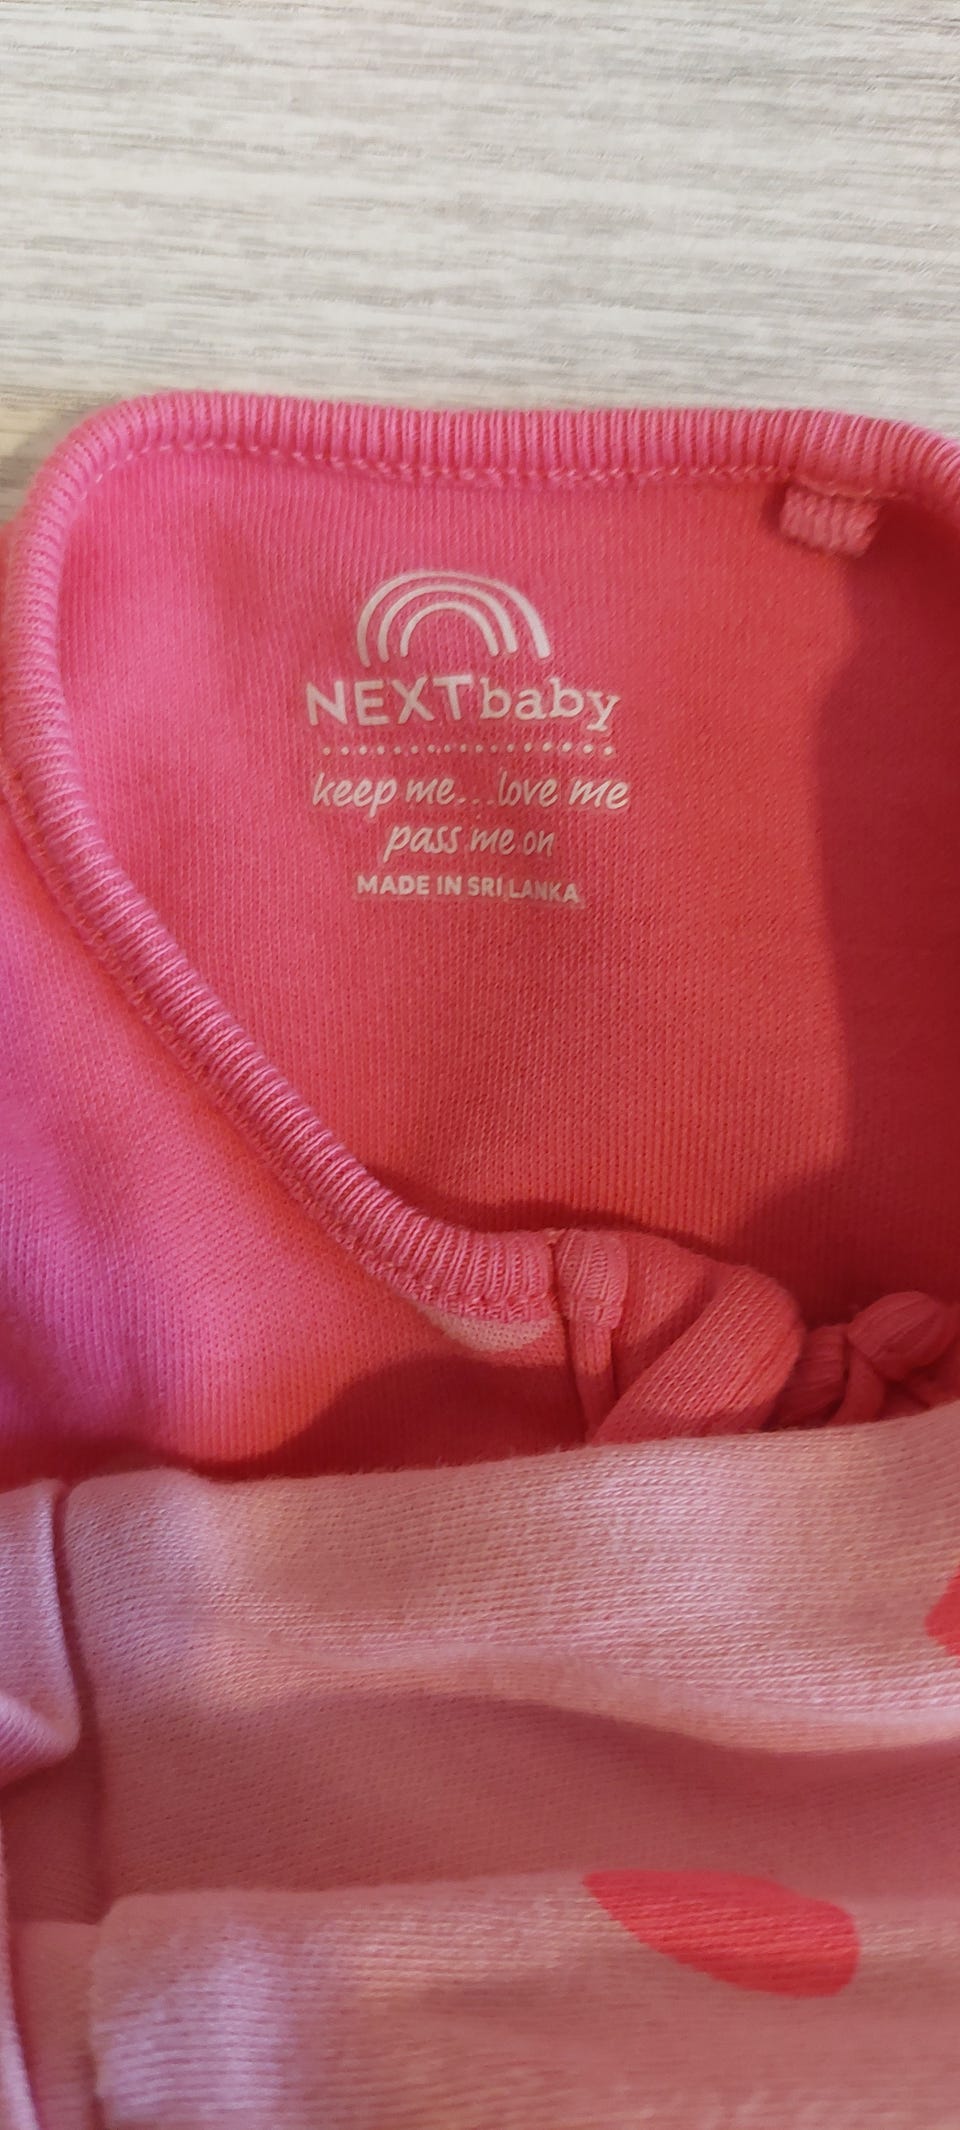 NEXTbaby
keep me...love me
pass me on
MADE IN SRI LANKA